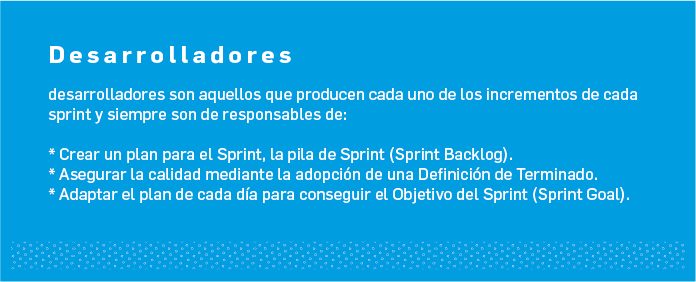 Desarrolladores
desarrolladores son aquellos que producen cada uno de los incrementos de cada
sprint y siempre son de responsables de:
* Crear un plan para el Sprint, la pila de Sprint (Sprint Backlog).
* Asegurar la calidad mediante la adopción de una Definición de Terminado.
* Adaptar el plan de cada día para conseguir el Objetivo del Sprint (Sprint Goal).